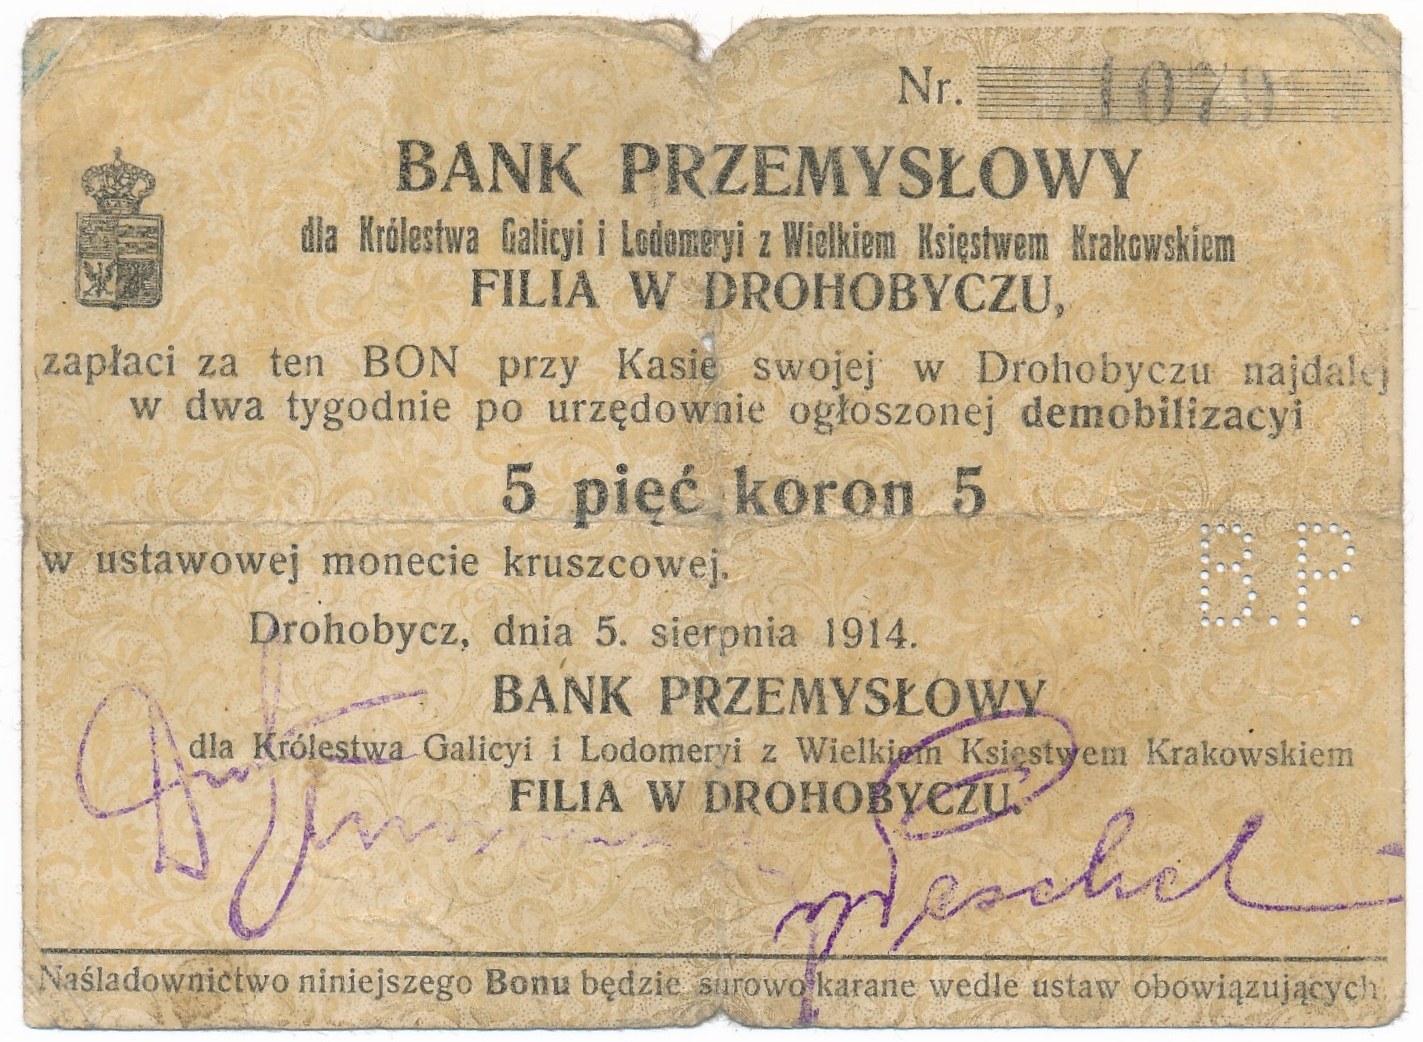 Nr. 1079
BANK PRZEMYSŁOWY
dla Królestwa Galicyi i Lodomeryi z Wielkiem Księstwem Krakowskiem
FILIA W DROHOBYCZU,
zapłaci za ten BON przy Kasie swojej w Drohobyczu najdalej
w dwa tygodnie po urzędownie ogłoszonej demobilizacyi
5 pięć koron 5
w ustawowej monecie kruszcowej.
B.P.
Drohobycz, dnia 5. sierpnia 1914.
BANK PRZEMYSŁOWY
dla Królestwa Galicyi i Lodomeryi z Wielkiem Księstwem Krakowskiem
FILIA W DROHOBYCZU.
Naśladownictwo niniejszego Bonu będzie surowo karane wedle ustaw obowiązujących